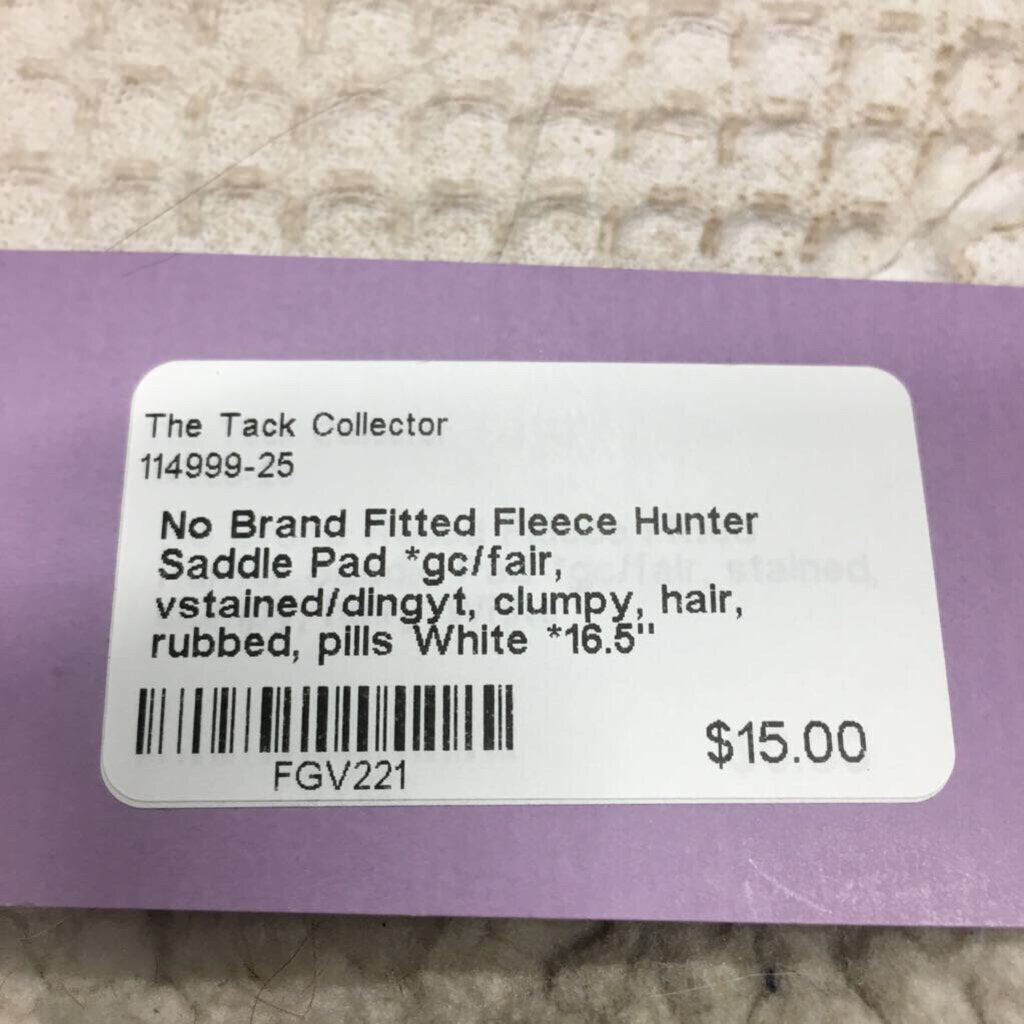 The Tack Collector
114999-25
No Brand Fitted Fleece Hunter
Saddle Pad *gc/fair,
vstained/dingyt, clumpy, hair,
rubbed, pills White *16.5"
FGV221
$15.00